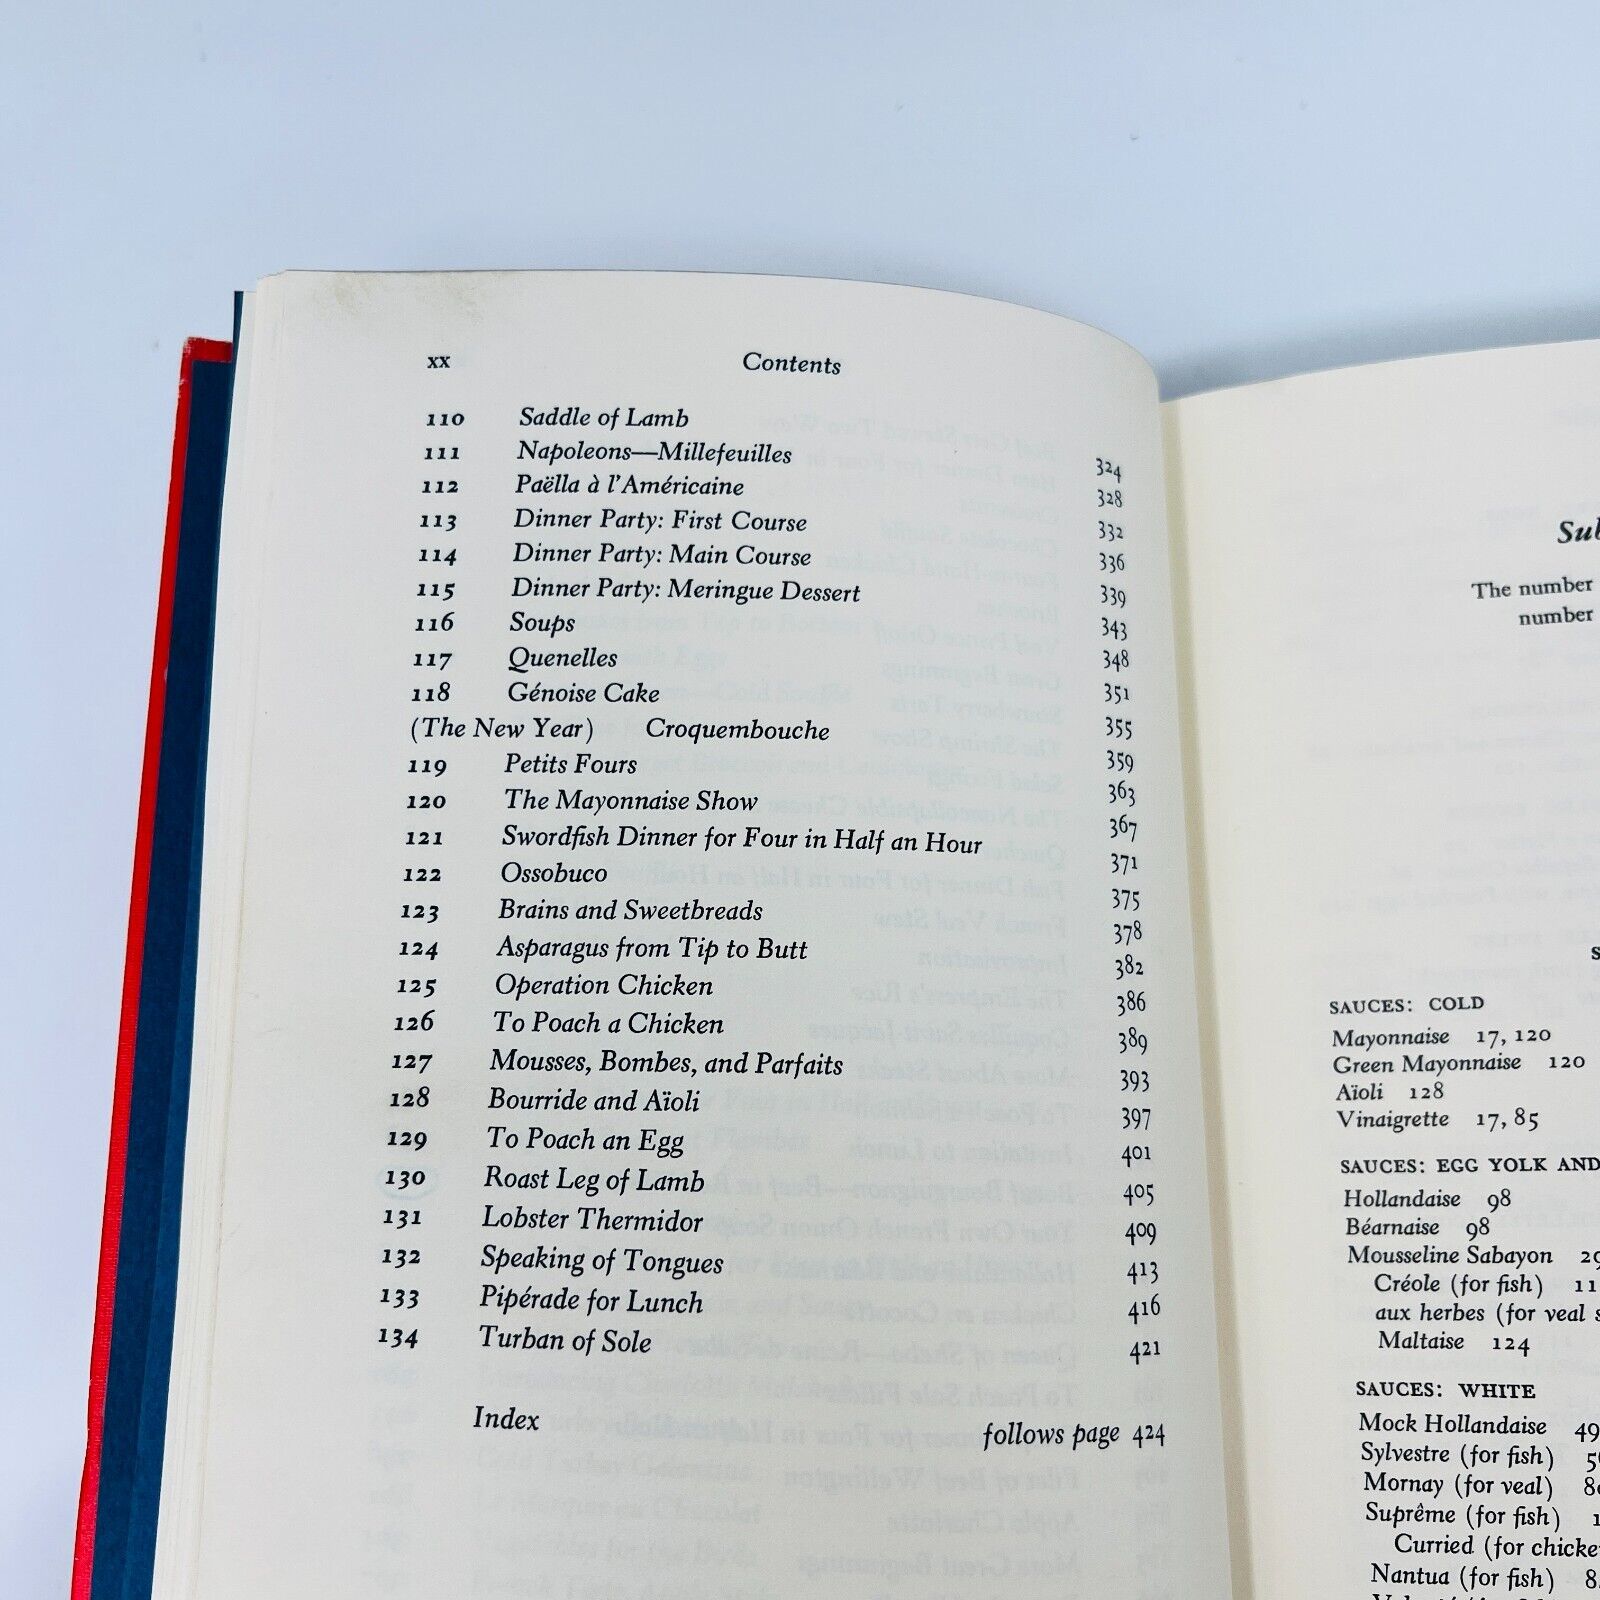 xx Contents
110 Saddle of Lamb 324
111 Napoleons—Millefeuilles 328
112 Paëlla à l'Américaine 332
113 Dinner Party: First Course 336
114 Dinner Party: Main Course 339
115 Dinner Party: Meringue Dessert 343
116 Soups 348
117 Quenelles 351
118 Génoise Cake 355
(The New Year) Croquembouche 359
119 Petits Fours 363
120 The Mayonnaise Show 367
121 Swordfish Dinner for Four in Half an Hour 371
122 Ossobuco 375
123 Brains and Sweetbreads 378
124 Asparagus from Tip to Butt 382
125 Operation Chicken 386
126 To Poach a Chicken 389
127 Mousses, Bombes, and Parfaits 393
128 Bourride and Aïoli 397
129 To Poach an Egg 401
130 Roast Leg of Lamb 405
131 Lobster Thermidor 409
132 Speaking of Tongues 413
133 Pipérade for Lunch 416
134 Turban of Sole 421
Index follows page 424
The number
number
SAUCES: COLD
Mayonnaise 17, 120
Green Mayonnaise 120
Aïoli 128
Vinaigrette 17, 85
SAUCES: EGG YOLK AND
Hollandaise 98
Béarnaise 98
Mousseline Sabayon
Créole (for fish)
aux herbes (for veal
Maltaise 124
SAUCES: WHITE
Mock Hollandaise 49
Sylvestre (for fish)
Mornay (for veal)
Suprême (for fish)
Curried (for
Nantua (for fish)